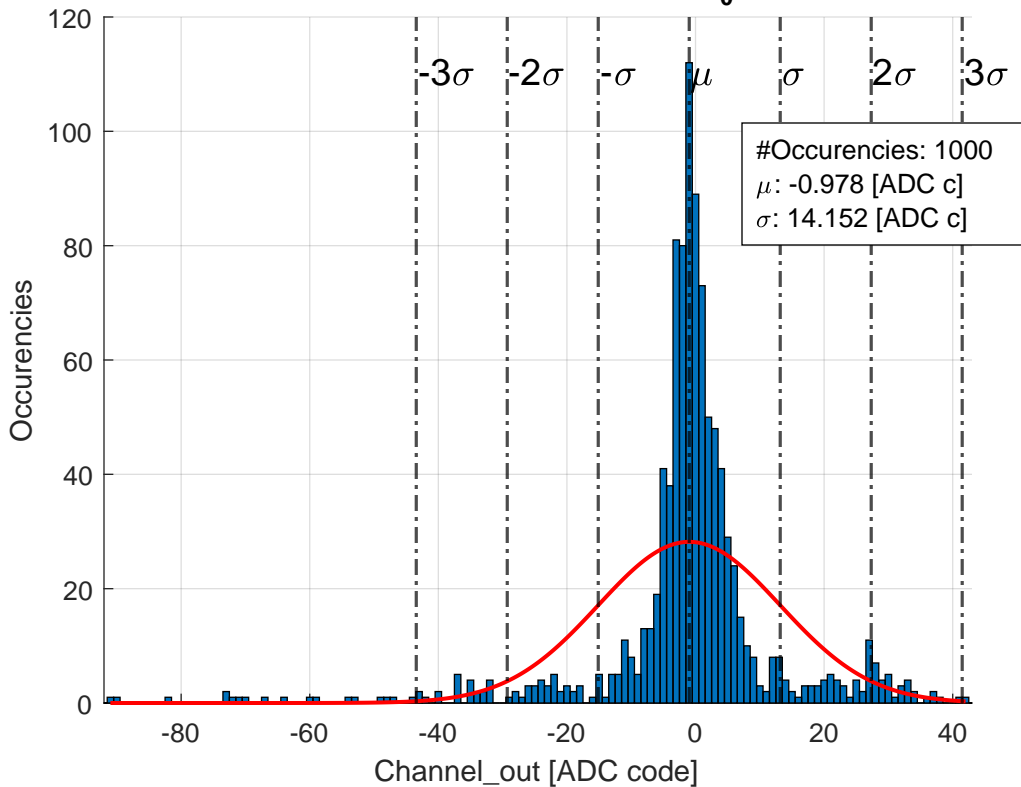 0
120
-3σ -2σ -σ μ σ 2σ 3σ
100
#Occurencies: 1000
μ: -0.978 [ADC c]
σ: 14.152 [ADC c]
80
60
40
20
0
Occurencies
-80 -60 -40 -20 0 20 40
Channel_out [ADC code]